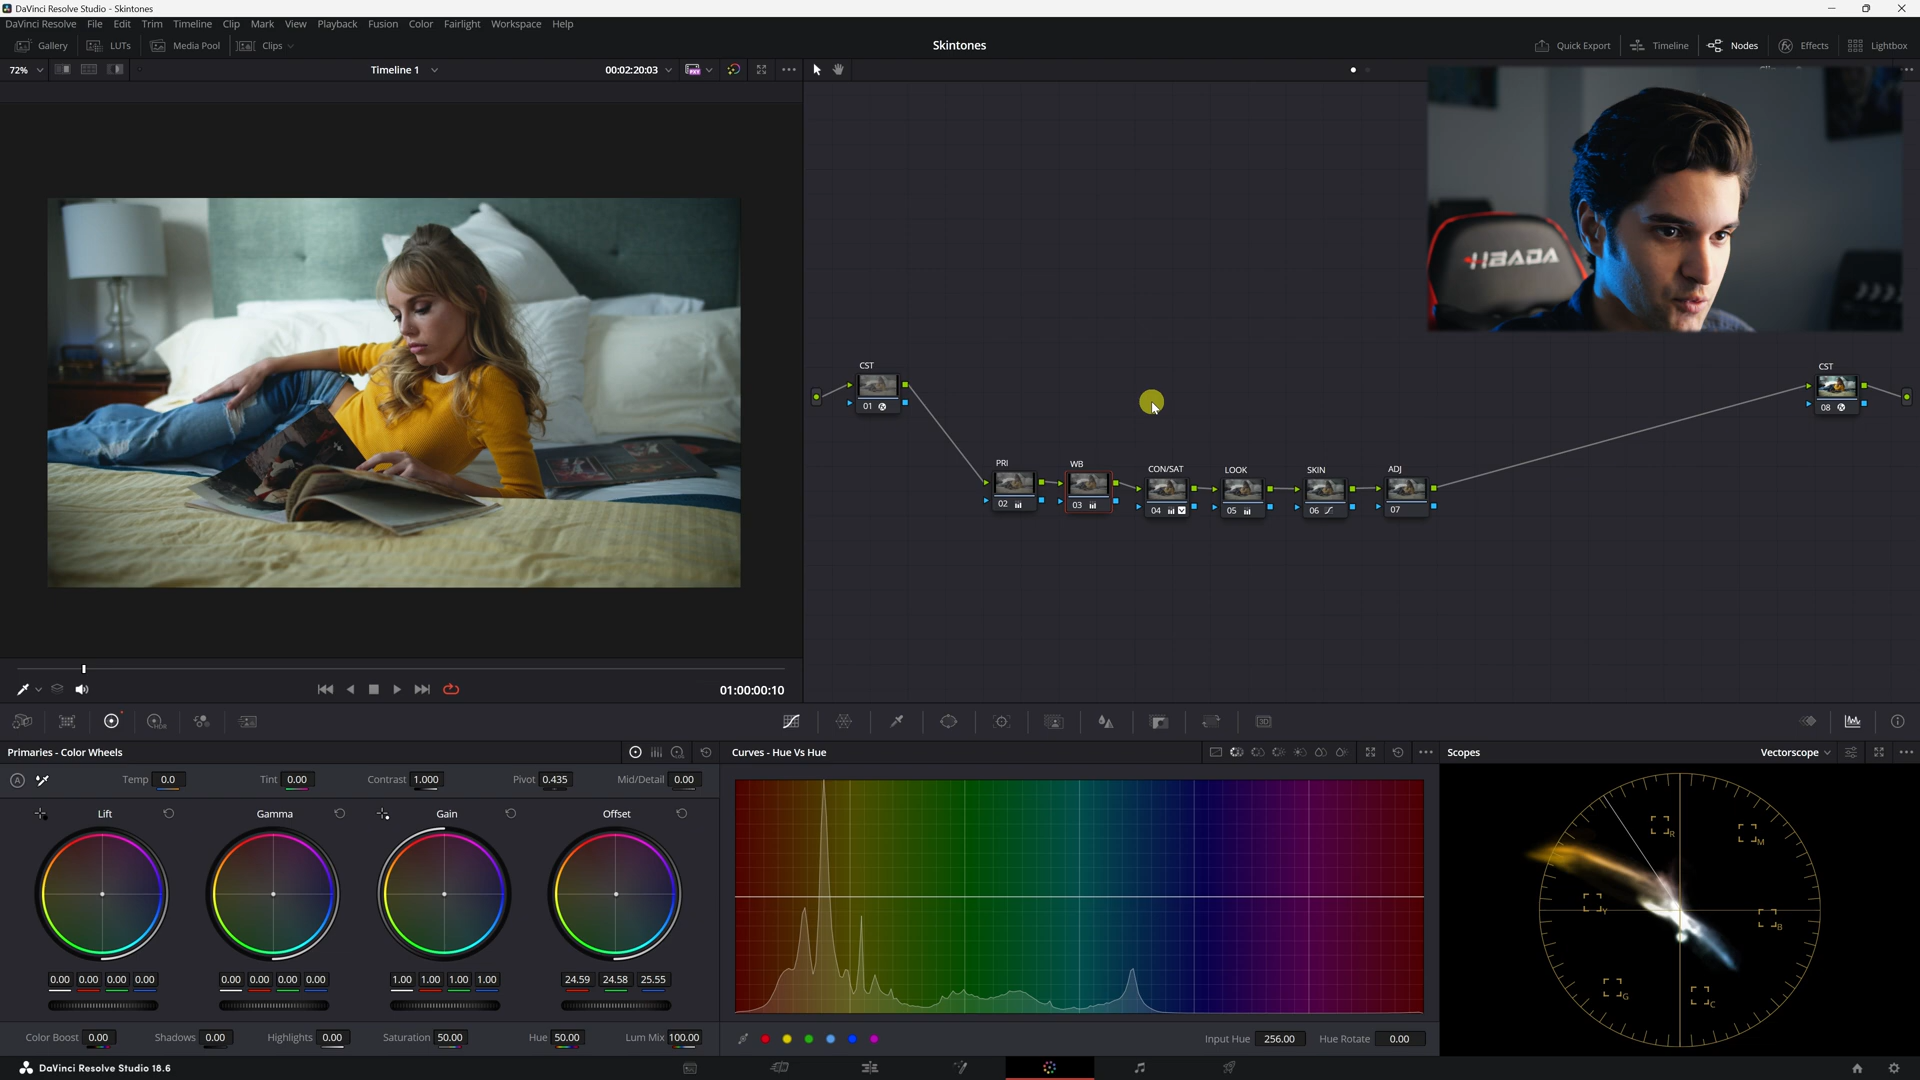 DaVinci Resolve Studio - Skintones
DaVinci Resolve File Edit Trim Timeline Clip Mark View Playback Fusion Color Fairlight Workspace Help
Gallery LUTs Media Pool Clips Skintones Quick Export Timeline Nodes Effects Lightbox
72% Timeline 1 00:02:20:03
HBADA
CST
01
CST
08
PRI
02
WB
03
CON/SAT
04
LOOK
05
SKIN
06
ADJ
07
01:00:00:10
HDR
3D
Primaries - Color Wheels
Curves - Hue Vs Hue
Scopes Vectorscope
A Temp 0.0 Tint 0.00 Contrast 1.000 Pivot 0.435 Mid/Detail 0.00
Lift Gamma Gain Offset
0.00 0.00 0.00 0.00 0.00 0.00 0.00 0.00 1.00 1.00 1.00 1.00 24.59 24.58 25.55
Color Boost 0.00 Shadows 0.00 Highlights 0.00 Saturation 50.00 Hue 50.00 Lum Mix 100.00
Input Hue 256.00 Hue Rotate 0.00
R
M
Y
B
G
C
DaVinci Resolve Studio 18.6